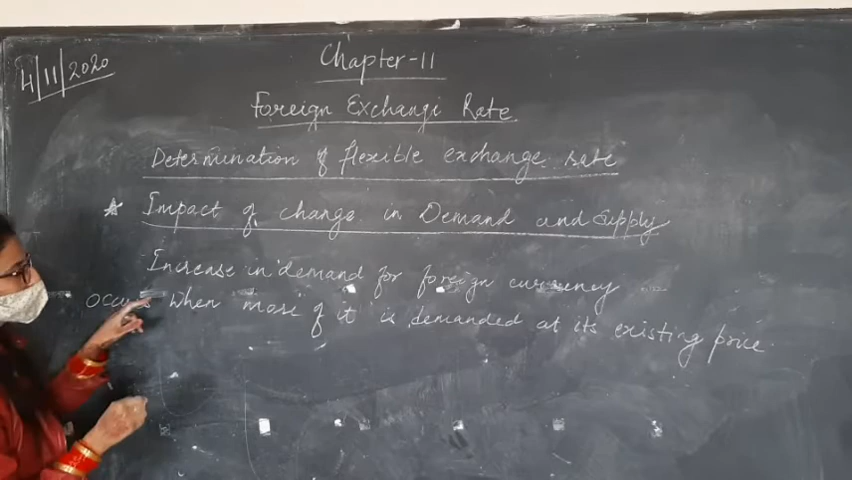 4/11/2020
Chapter-11
Foreign Exchange Rate
Determination of flexible exchange rate
* Impact of change in Demand and Supply
Increase in demand for foreign currency
occurs when more of it is demanded at its existing price